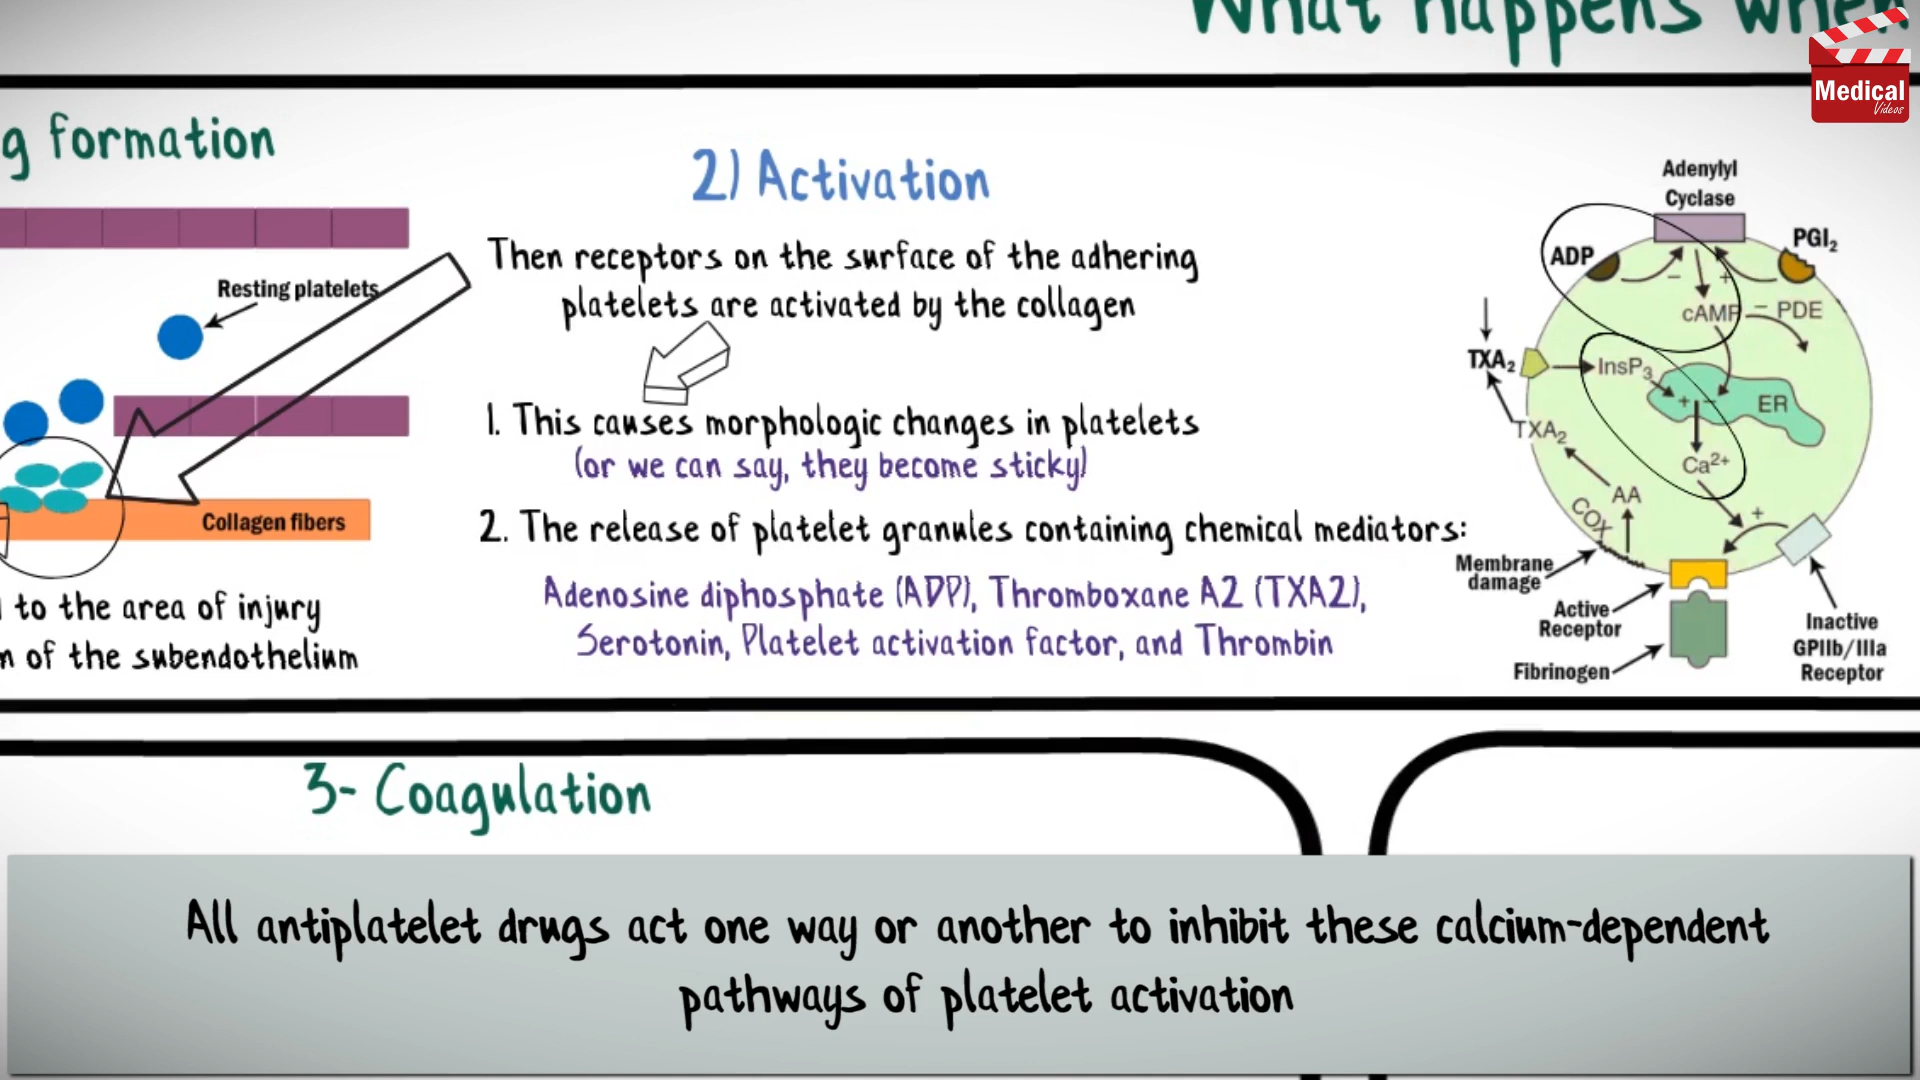 What happens when
Medical
Videos
g formation
Resting platelets
Collagen fibers
to the area of injury
of the subendothelium
2) Activation
Then receptors on the surface of the adhering
platelets are activated by the collagen
1. This causes morphologic changes in platelets
(or we can say, they become sticky)
2. The release of platelet granules containing chemical mediators:
Adenosine diphosphate (ADP), Thromboxane A2 (TXA2),
Serotonin, Platelet activation factor, and Thrombin
Adenylyl
Cyclase
ADP
PGI2
− +
cAMP − PDE
TXA2
InsP3
+ −
ER
TXA2
Ca2+
AA
COX
+
Membrane
damage
Active
Receptor
Fibrinogen
Inactive
GPIIb/IIIa
Receptor
3- Coagulation
All antiplatelet drugs act one way or another to inhibit these calcium-dependent
pathways of platelet activation